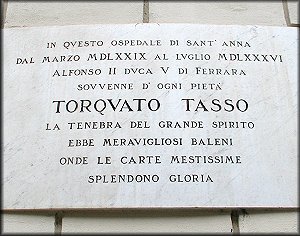 IN QVESTO OSPEDALE DI SANT' ANNA
DAL MARZO MDLXXIX AL LVGLIO MDLXXXVI
ALFONSO II DVCA V DI FERRARA
SOVVENNE D' OGNI PIETÀ
TORQVATO TASSO
LA TENEBRA DEL GRANDE SPIRITO
EBBE MERAVIGLIOSI BALENI
ONDE LE CARTE MESTISSIME
SPLENDONO GLORIA